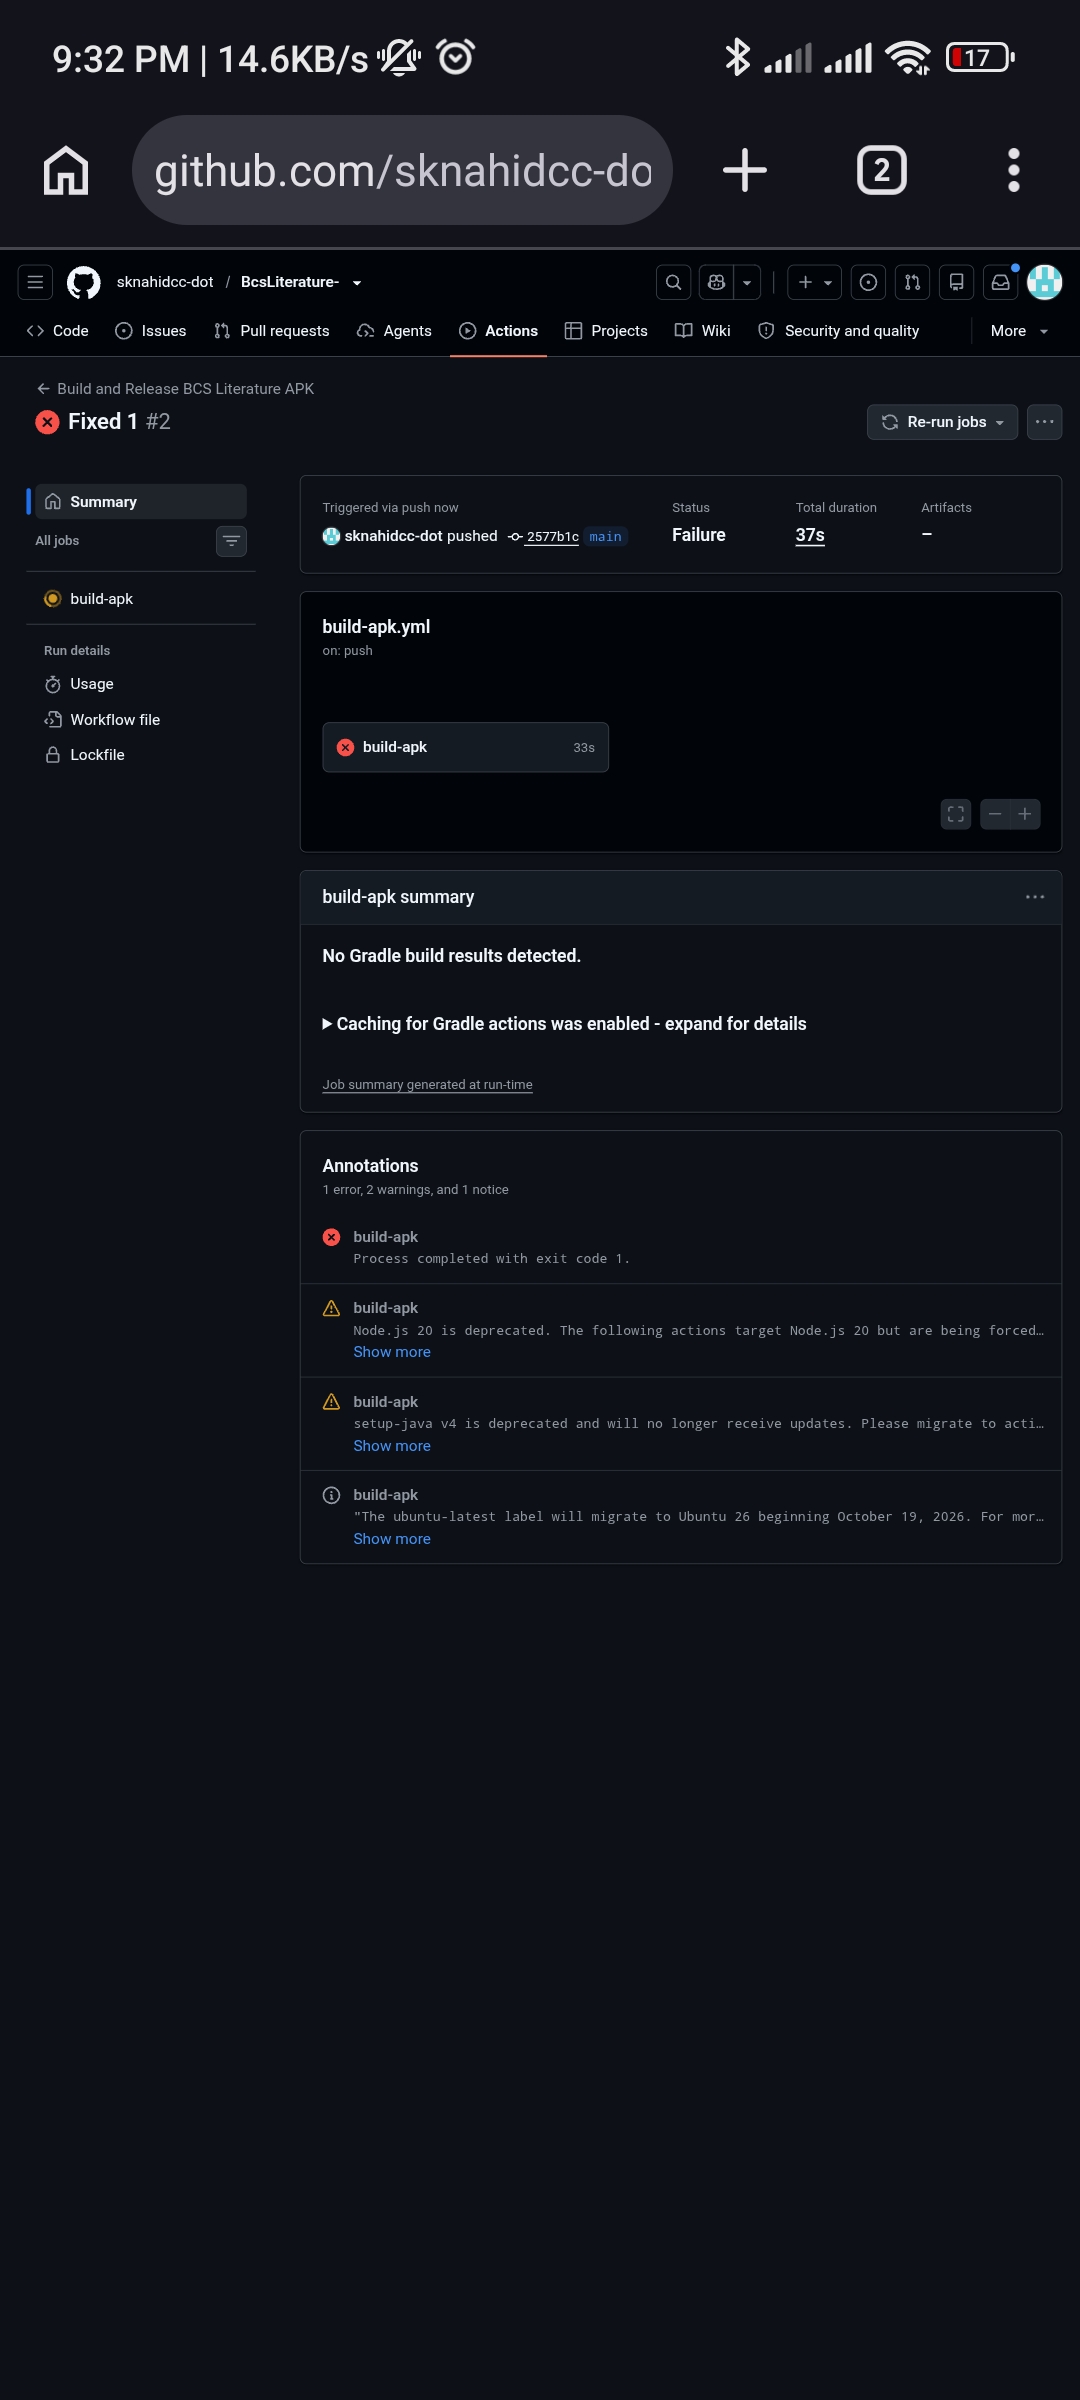 9:32 PM | 14.6KB/s
17
github.com/sknahidcc-do
2
sknahidcc-dot / BcsLiterature-
Code Issues Pull requests Agents Actions Projects Wiki Security and quality More
Build and Release BCS Literature APK
Fixed 1 #2
Re-run jobs
Summary
All jobs
build-apk
Run details
Usage
Workflow file
Lockfile
Triggered via push now
sknahidcc-dot pushed 2577b1c main
Status
Failure
Total duration
37s
Artifacts
–
build-apk.yml
on: push
build-apk 33s
build-apk summary
No Gradle build results detected.
Caching for Gradle actions was enabled - expand for details
Job summary generated at run-time
Annotations
1 error, 2 warnings, and 1 notice
build-apk
Process completed with exit code 1.
build-apk
Node.js 20 is deprecated. The following actions target Node.js 20 but are being forced…
Show more
build-apk
setup-java v4 is deprecated and will no longer receive updates. Please migrate to acti…
Show more
build-apk
"The ubuntu-latest label will migrate to Ubuntu 26 beginning October 19, 2026. For mor…
Show more